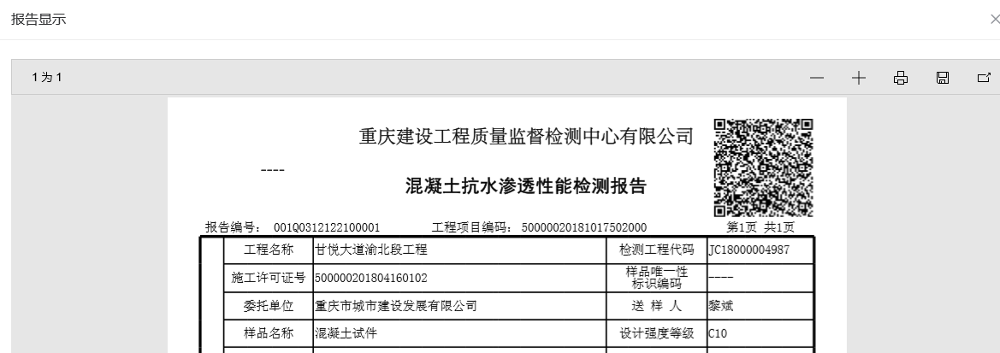 报告显示
1 为 1
重庆建设工程质量监督检测中心有限公司
----
混凝土抗水渗透性能检测报告
报告编号: 001Q0312122100001 工程项目编码: 50000020181017502000 第1页 共1页
工程名称 甘悦大道渝北段工程 检测工程代码 JC18000004987
施工许可证号 500000201804160102 样品唯一性
标识编码 ----
委托单位 重庆市城市建设发展有限公司 送 样 人 黎斌
样品名称 混凝土试件 设计强度等级 C10